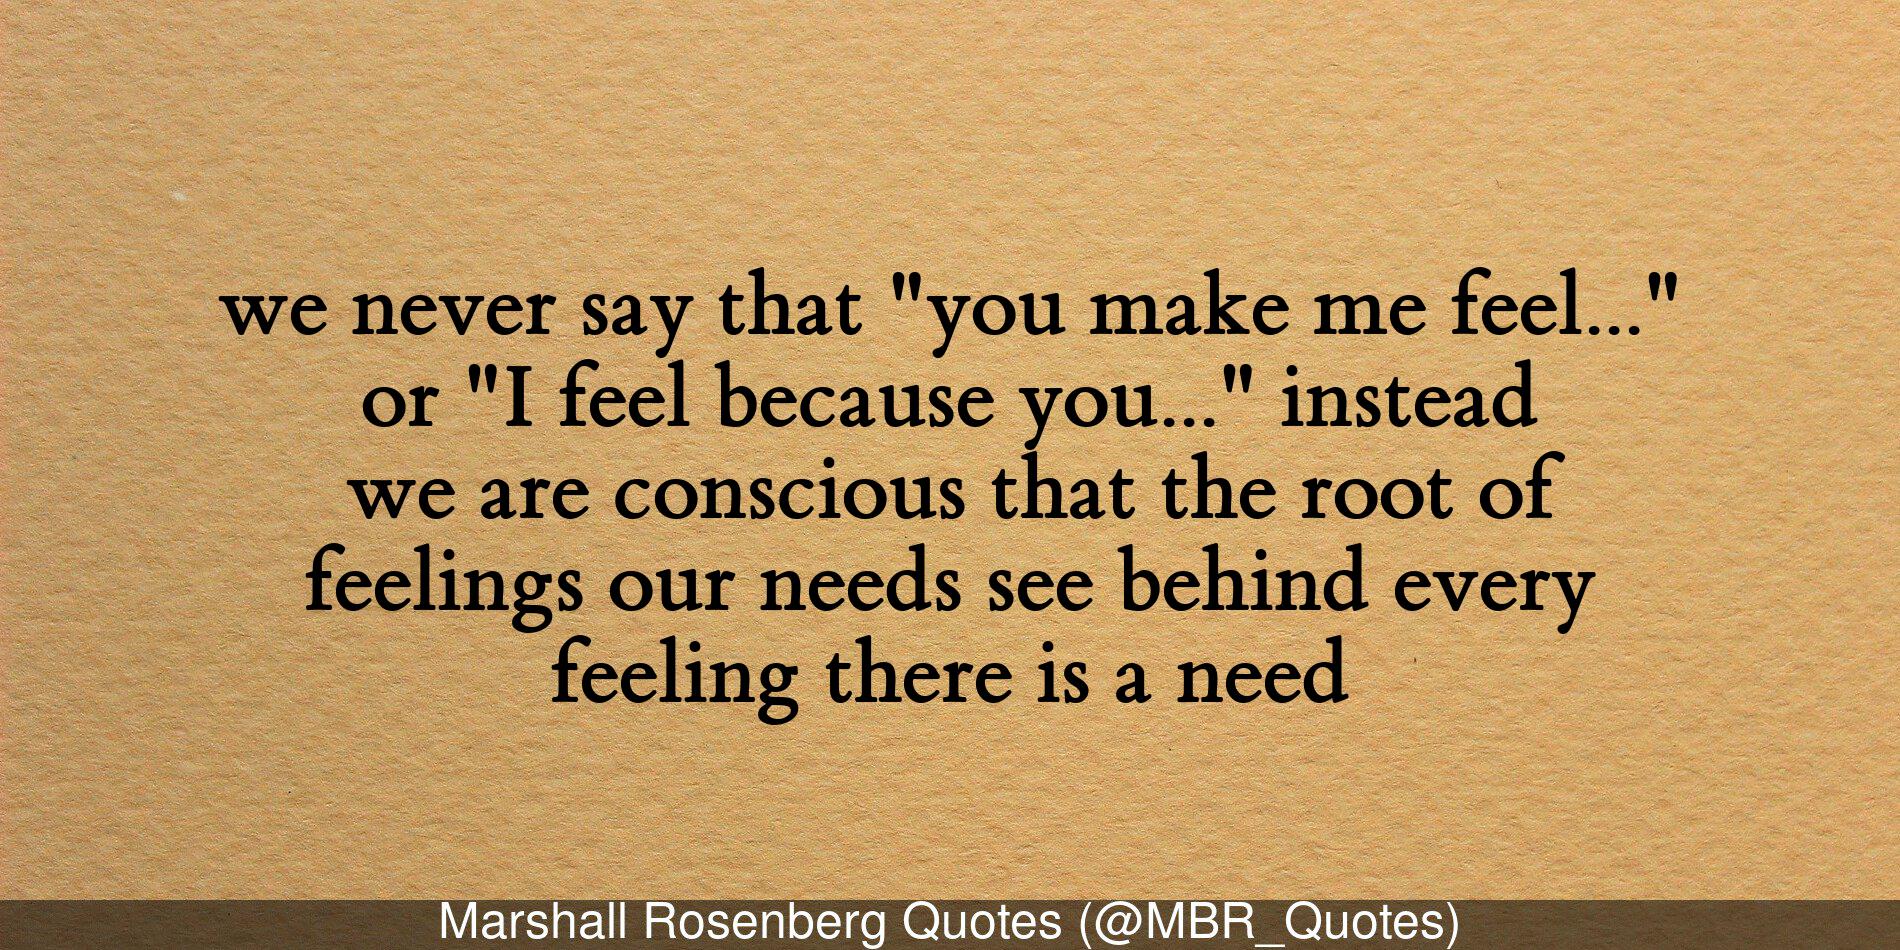 we never say that "you make me feel..."
or "I feel because you..." instead
we are conscious that the root of
feelings our needs see behind every
feeling there is a need
Marshall Rosenberg Quotes (@MBR_Quotes)